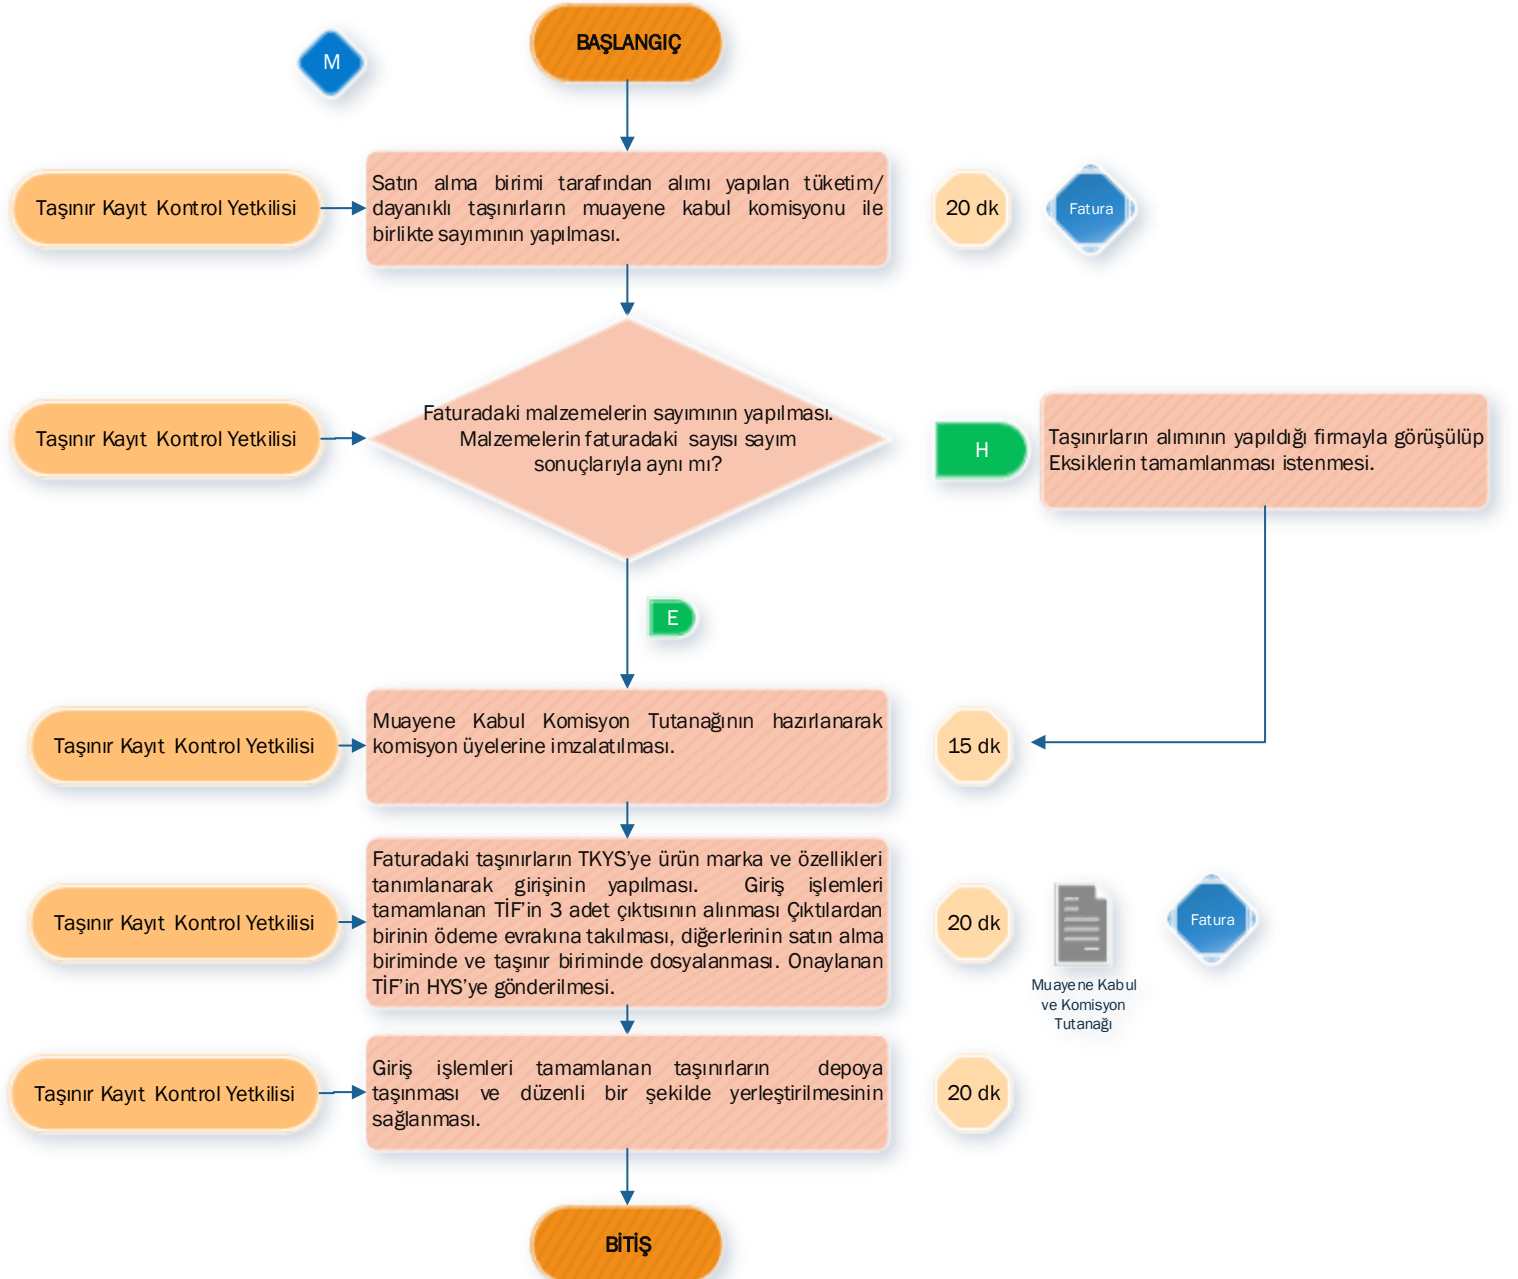 BAŞLANGIÇ
M
Taşınır Kayıt Kontrol Yetkilisi
Satın alma birimi tarafından alımı yapılan tüketim/
dayanıklı taşınırların muayene kabul komisyonu ile
birlikte sayımının yapılması.
20 dk
Fatura
Taşınır Kayıt Kontrol Yetkilisi
Faturadaki malzemelerin sayımının yapılması.
Malzemelerin faturadaki sayısı sayım
sonuçlarıyla aynı mı?
H
Taşınırların alımının yapıldığı firmayla görüşülüp
Eksiklerin tamamlanması istenmesi.
E
Taşınır Kayıt Kontrol Yetkilisi
Muayene Kabul Komisyon Tutanağının hazırlanarak
komisyon üyelerine imzalatılması.
15 dk
Taşınır Kayıt Kontrol Yetkilisi
Faturadaki taşınırların TKYS’ye ürün marka ve özellikleri
tanımlanarak girişinin yapılması. Giriş işlemleri
tamamlanan TİF’in 3 adet çıktısının alınması Çıktılardan
birinin ödeme evrakına takılması, diğerlerinin satın alma
biriminde ve taşınır biriminde dosyalanması. Onaylanan
TİF’in HYS’ye gönderilmesi.
20 dk
Muayene Kabul
ve Komisyon
Tutanağı
Fatura
Taşınır Kayıt Kontrol Yetkilisi
Giriş işlemleri tamamlanan taşınırların depoya
taşınması ve düzenli bir şekilde yerleştirilmesinin
sağlanması.
20 dk
BİTİŞ